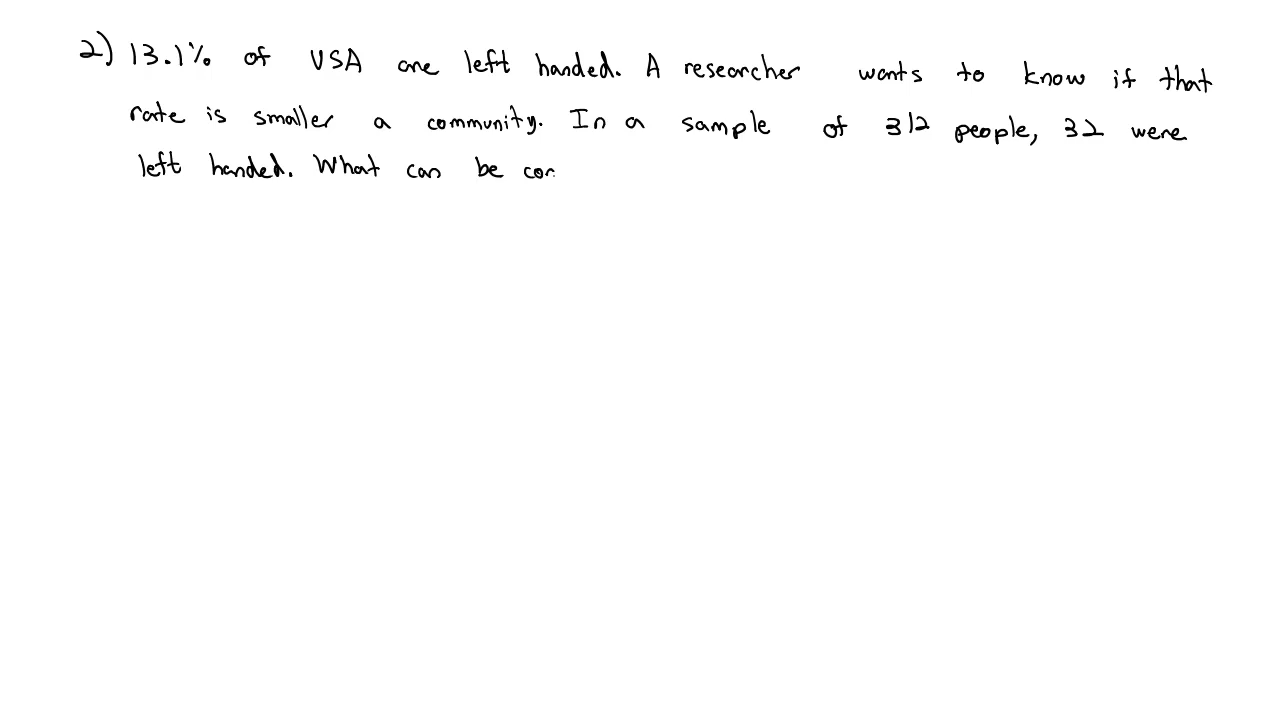 2) 13.1% of USA are left handed. A researcher wants to know if that
rate is smaller a community. In a sample of 312 people, 32 were
left handed. What can be con